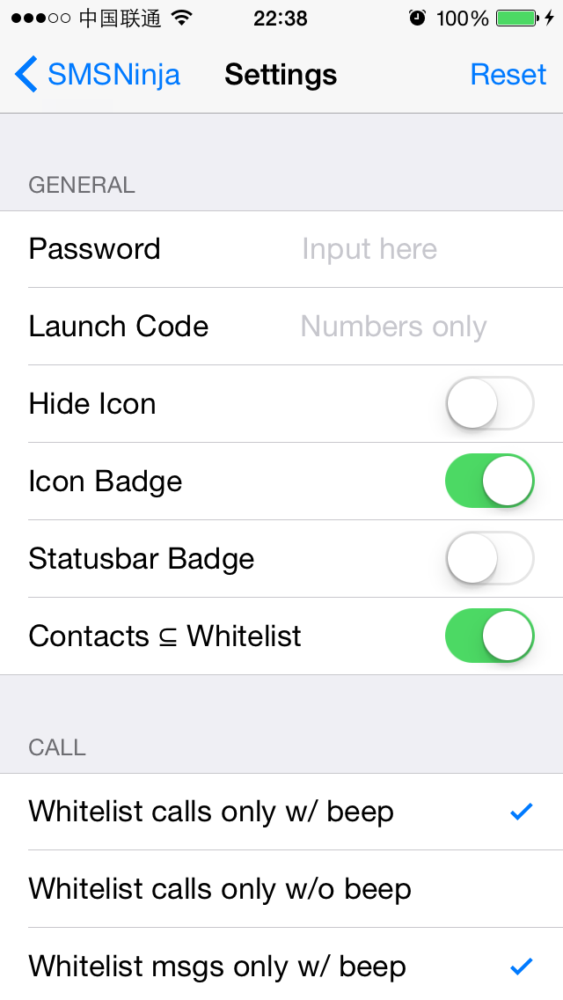 中国联通 22:38 100%
SMSNinja Settings Reset
GENERAL
Password Input here
Launch Code Numbers only
Hide Icon
Icon Badge
Statusbar Badge
Contacts ⊆ Whitelist
CALL
Whitelist calls only w/ beep
Whitelist calls only w/o beep
Whitelist msgs only w/ beep